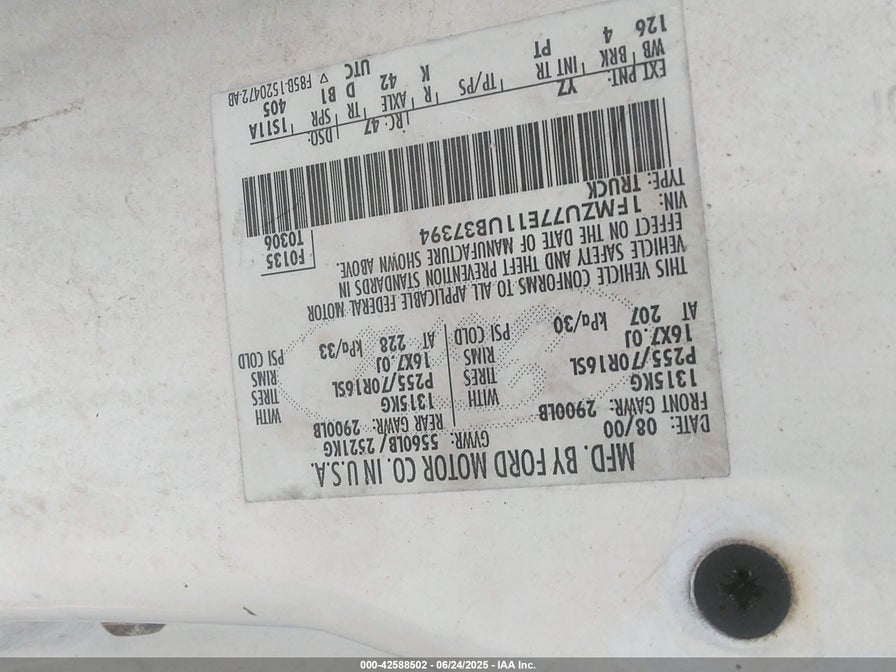 MFD. BY FORD MOTOR CO. IN U.S.A.
DATE: 08/00 GVWR: 5560LB / 2521KG
FRONT GAWR: 2900LB REAR GAWR: 2900LB
1315KG WITH 1315KG WITH
P255/70R16SL TIRES P255/70R16SL TIRES
16X7.0J RIMS 16X7.0J RIMS
AT 207 kPa/30 PSI COLD AT 228 kPa/33 PSI COLD
THIS VEHICLE CONFORMS TO ALL APPLICABLE FEDERAL MOTOR
VEHICLE SAFETY AND THEFT PREVENTION STANDARDS IN
EFFECT ON THE DATE OF MANUFACTURE SHOWN ABOVE.
VIN: 1FMZU77E11UB37394 F0135
TYPE: TRUCK T0306
EXT PNT: YZ RC: 47 DSO:
WB BRK INT TR TP/PS R AXLE TR SPR 1S11A
126 4 PT K 42 D B1 405
UTC ▽ F85B-1520472-AB
000-42588502 - 06/24/2025 - IAA Inc.